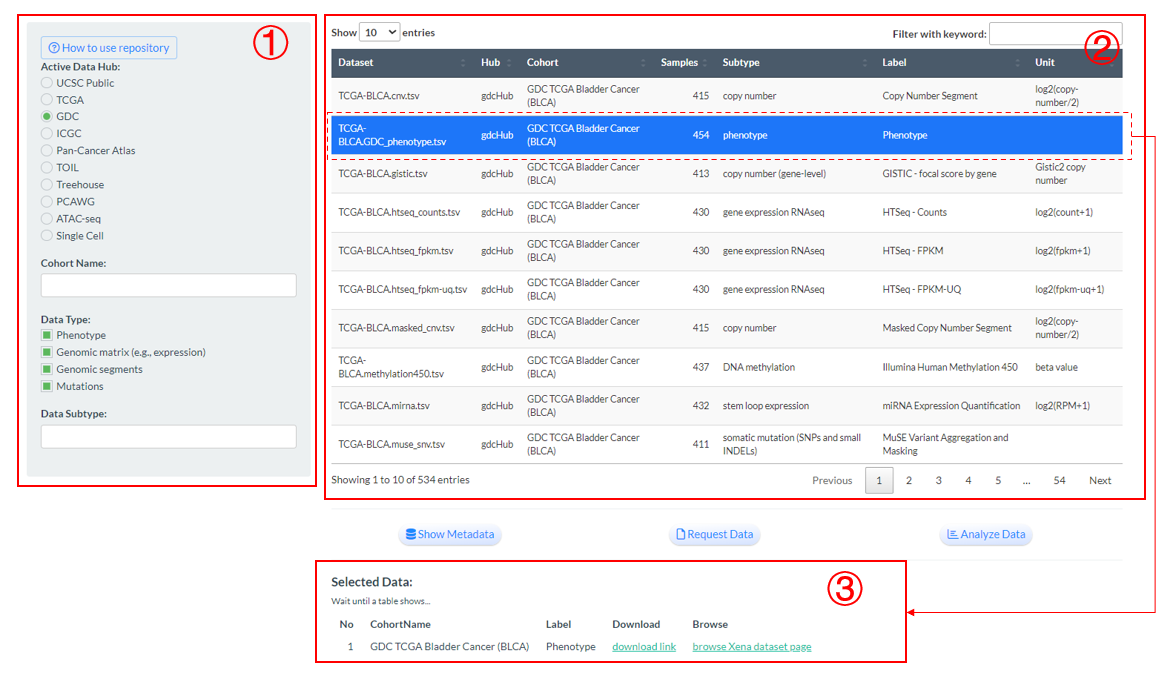 ①
How to use repository
Active Data Hub:
UCSC Public
TCGA
GDC
ICGC
Pan-Cancer Atlas
TOIL
Treehouse
PCAWG
ATAC-seq
Single Cell
Cohort Name:
Data Type:
Phenotype
Genomic matrix (e.g., expression)
Genomic segments
Mutations
Data Subtype:
②
Show 10 entries
Filter with keyword:
Dataset Hub Cohort Samples Subtype Label Unit
TCGA-BLCA.cnv.tsv gdcHub GDC TCGA Bladder Cancer 415 copy number Copy Number Segment log2(copy-
(BLCA) number/2)
TCGA- gdcHub GDC TCGA Bladder Cancer 454 phenotype Phenotype
BLCA.GDC_phenotype.tsv (BLCA)
TCGA-BLCA.gistic.tsv gdcHub GDC TCGA Bladder Cancer 413 copy number (gene-level) GISTIC - focal score by gene Gistic2 copy
(BLCA) number
TCGA-BLCA.htseq_counts.tsv gdcHub GDC TCGA Bladder Cancer 430 gene expression RNAseq HTSeq - Counts log2(count+1)
(BLCA)
TCGA-BLCA.htseq_fpkm.tsv gdcHub GDC TCGA Bladder Cancer 430 gene expression RNAseq HTSeq - FPKM log2(fpkm+1)
(BLCA)
TCGA-BLCA.htseq_fpkm-uq.tsv gdcHub GDC TCGA Bladder Cancer 430 gene expression RNAseq HTSeq - FPKM-UQ log2(fpkm-uq+1)
(BLCA)
TCGA-BLCA.masked_cnv.tsv gdcHub GDC TCGA Bladder Cancer 415 copy number Masked Copy Number Segment log2(copy-
(BLCA) number/2)
TCGA- gdcHub GDC TCGA Bladder Cancer 437 DNA methylation Illumina Human Methylation 450 beta value
BLCA.methylation450.tsv (BLCA)
TCGA-BLCA.mirna.tsv gdcHub GDC TCGA Bladder Cancer 432 stem loop expression miRNA Expression Quantification log2(RPM+1)
(BLCA)
TCGA-BLCA.muse_snv.tsv gdcHub GDC TCGA Bladder Cancer 411 somatic mutation (SNPs and small MuSE Variant Aggregation and
(BLCA) INDELs) Masking
Showing 1 to 10 of 534 entries
Previous 1 2 3 4 5 ... 54 Next
Show Metadata
Request Data
Analyze Data
③
Selected Data:
Wait until a table shows...
No CohortName Label Download Browse
1 GDC TCGA Bladder Cancer (BLCA) Phenotype download link browse Xena dataset page